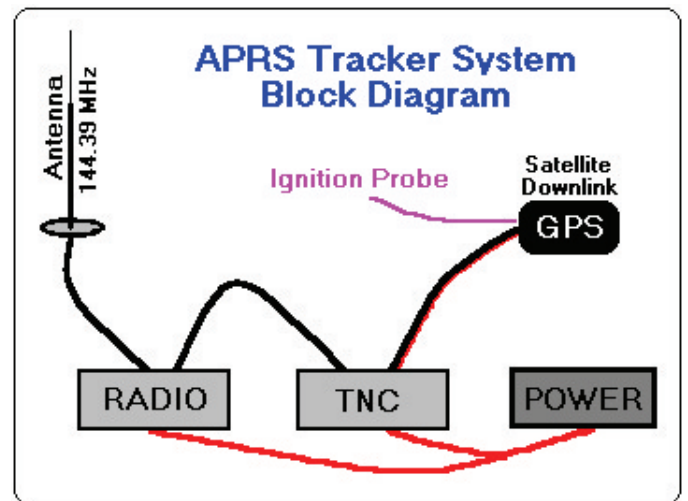 APRS Tracker System
Block Diagram
Antenna
144.39 MHz
Ignition Probe
Satellite
Downlink
GPS
RADIO
TNC
POWER